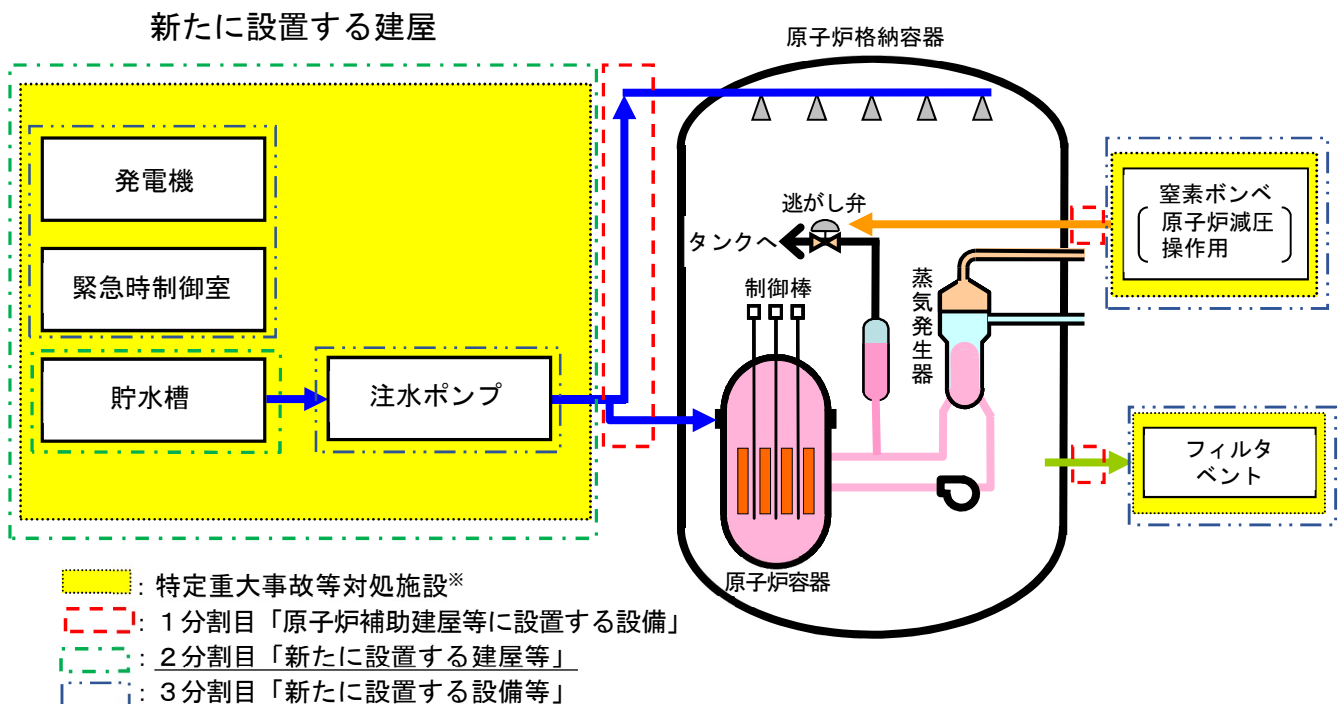 新たに設置する建屋
原子炉格納容器
発電機
緊急時制御室
貯水槽
注水ポンプ
逃がし弁
タンクへ
制御棒
蒸気発生器
原子炉容器
窒素ボンベ
原子炉減圧
操作用
フィルタ
ベント
:特定重大事故等対処施設※
:1分割目「原子炉補助建屋等に設置する設備」
:2分割目「新たに設置する建屋等」
:3分割目「新たに設置する設備等」